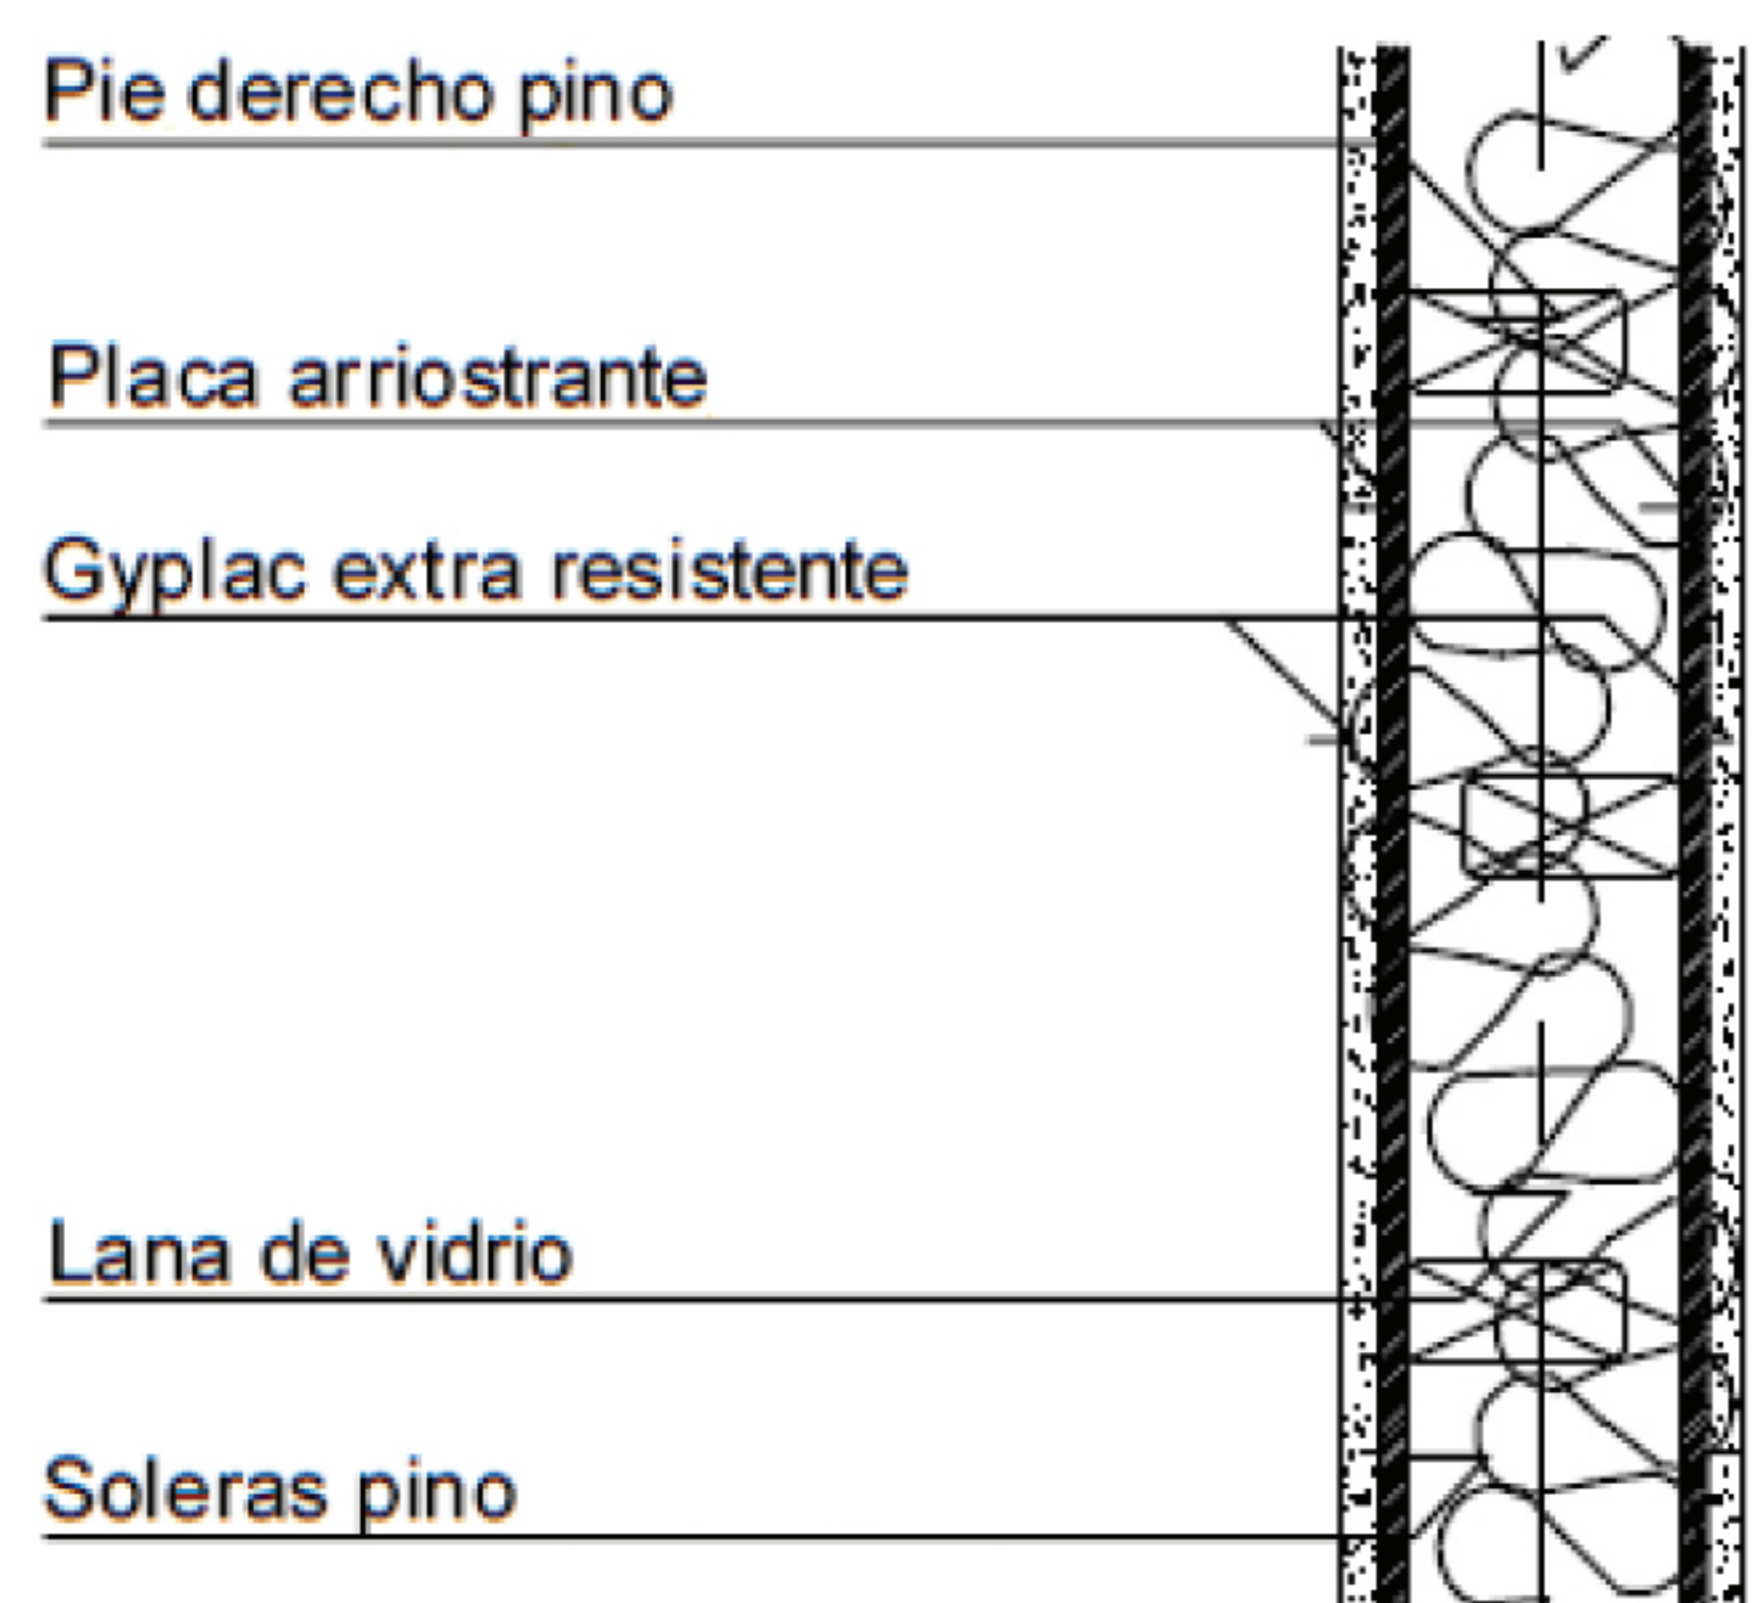 Pie derecho pino
Placa arriostrante
Gyplac extra resistente
Lana de vidrio
Soleras pino